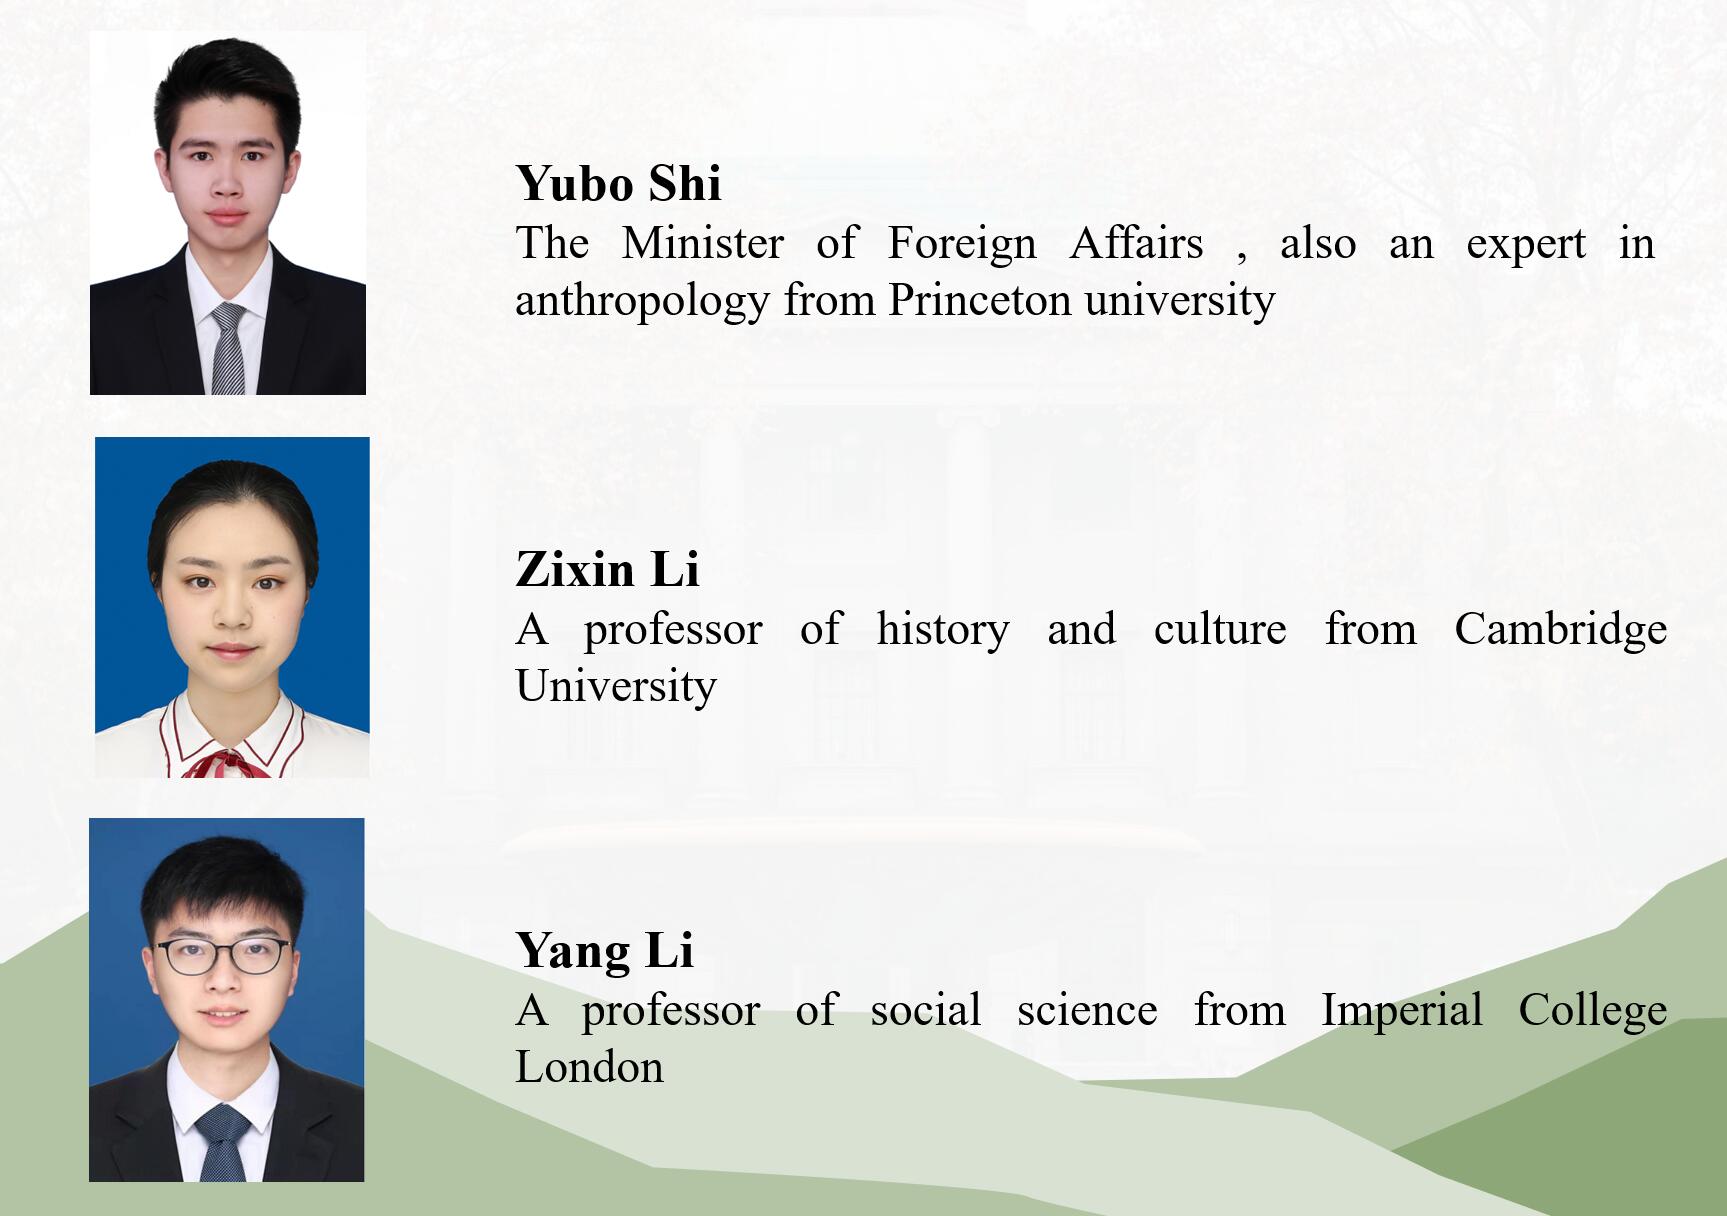 Yubo Shi
The Minister of Foreign Affairs , also an expert in
anthropology from Princeton university
Zixin Li
A professor of history and culture from Cambridge
University
Yang Li
A professor of social science from Imperial College
London